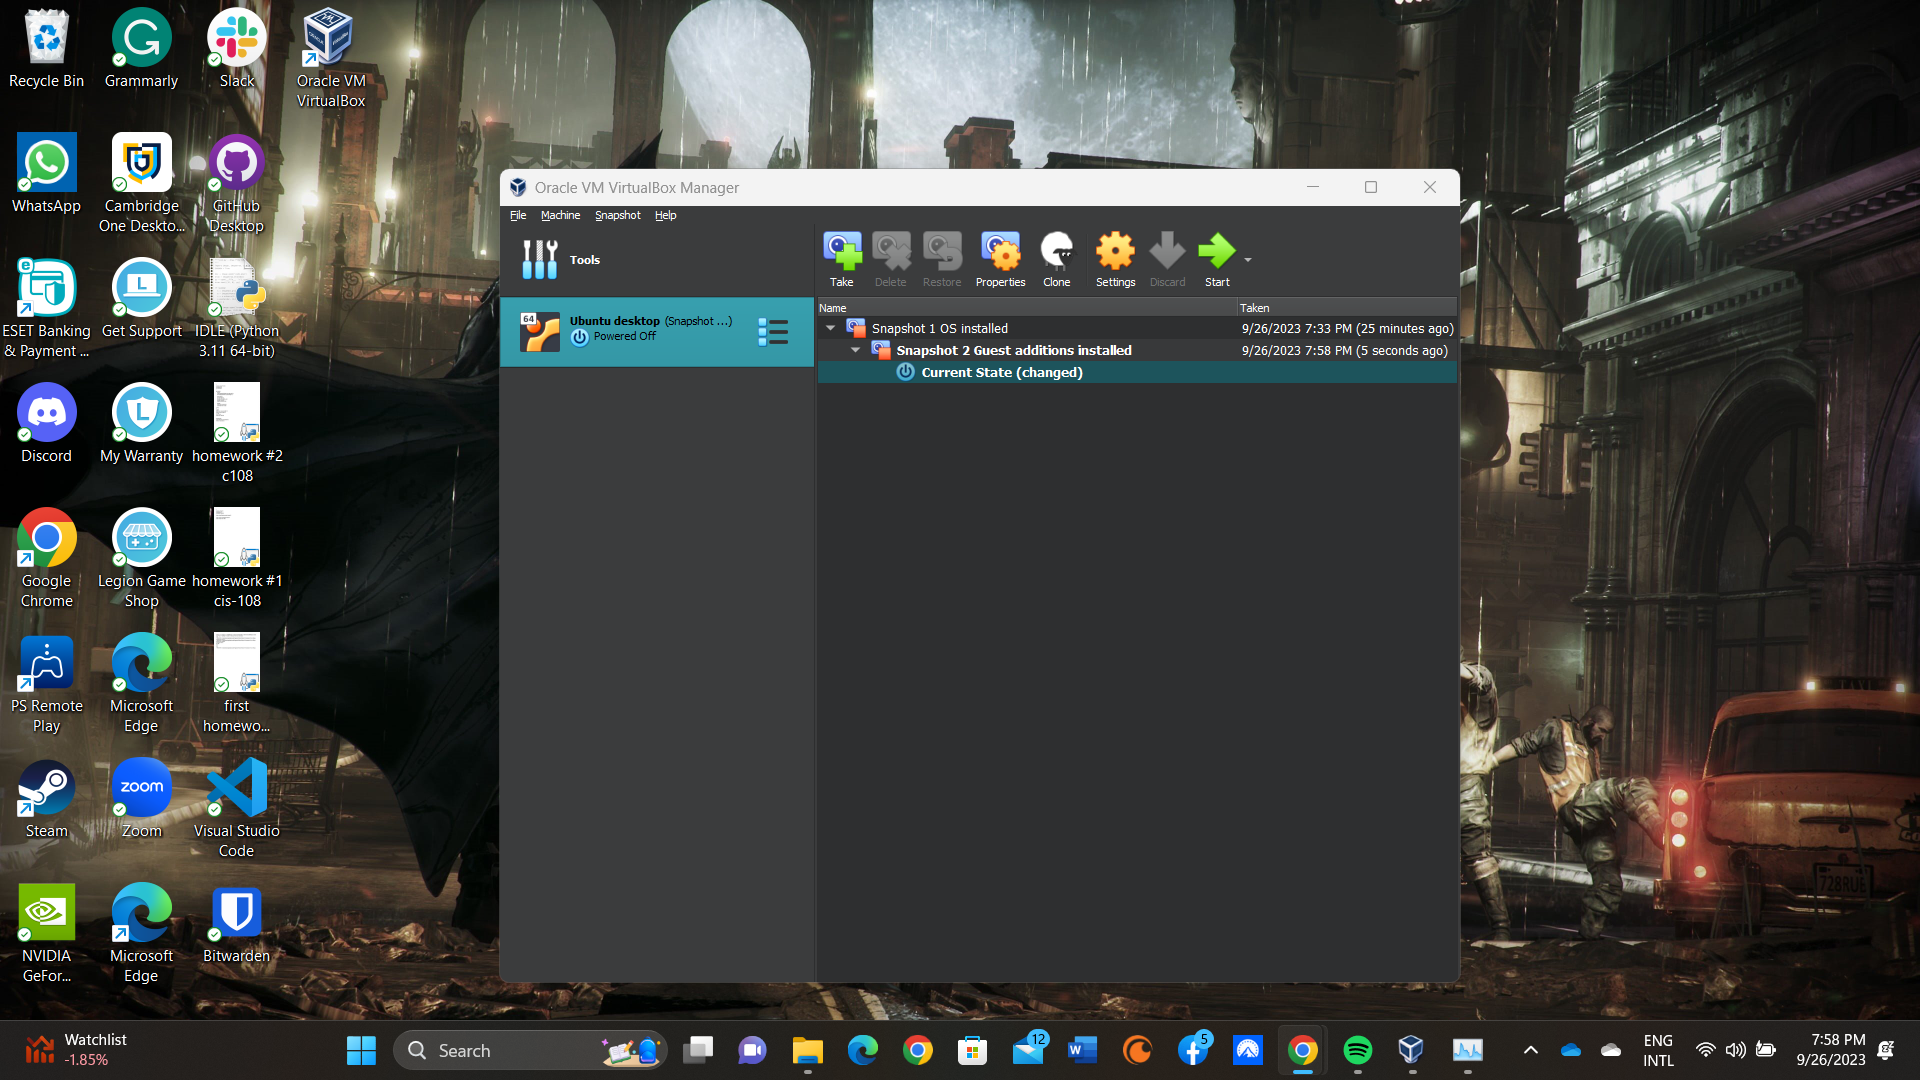 Recycle Bin
Grammarly
Slack
Oracle VM
VirtualBox
WhatsApp
Cambridge
One Deskto...
GitHub
Desktop
ESET Banking
& Payment ...
Get Support
IDLE (Python
3.11 64-bit)
Discord
My Warranty
homework #2
c108
Google
Chrome
Legion Game
Shop
homework #1
cis-108
PS Remote
Play
Microsoft
Edge
first
homewo...
Steam
zoom
Zoom
Visual Studio
Code
NVIDIA
GeFor...
Microsoft
Edge
Bitwarden
Oracle VM VirtualBox Manager
File Machine Snapshot Help
Tools
Take Delete Restore Properties Clone Settings Discard Start
64
Ubuntu desktop (Snapshot ...)
Powered Off
Name Taken
Snapshot 1 OS installed 9/26/2023 7:33 PM (25 minutes ago)
Snapshot 2 Guest additions installed 9/26/2023 7:58 PM (5 seconds ago)
Current State (changed)
728RUE
Watchlist
-1.85%
Search
12
5
ENG
INTL
7:58 PM
9/26/2023